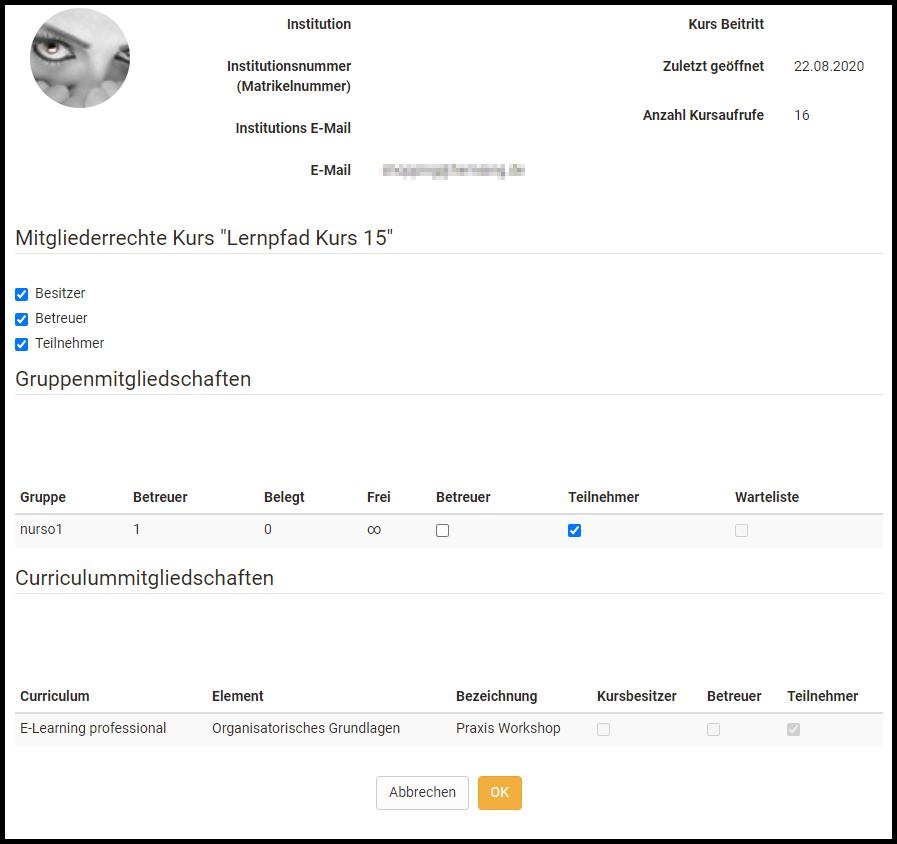 Institution
Kurs Beitritt
Institutionsnummer
(Matrikelnummer)
Zuletzt geöffnet 22.08.2020
Institutions E-Mail
Anzahl Kursaufrufe 16
E-Mail
Mitgliederrechte Kurs "Lernpfad Kurs 15"
Besitzer
Betreuer
Teilnehmer
Gruppenmitgliedschaften
Gruppe Betreuer Belegt Frei Betreuer Teilnehmer Warteliste
nurso1 1 0 ∞
Curriculummitgliedschaften
Curriculum Element Bezeichnung Kursbesitzer Betreuer Teilnehmer
E-Learning professional Organisatorisches Grundlagen Praxis Workshop
Abbrechen OK